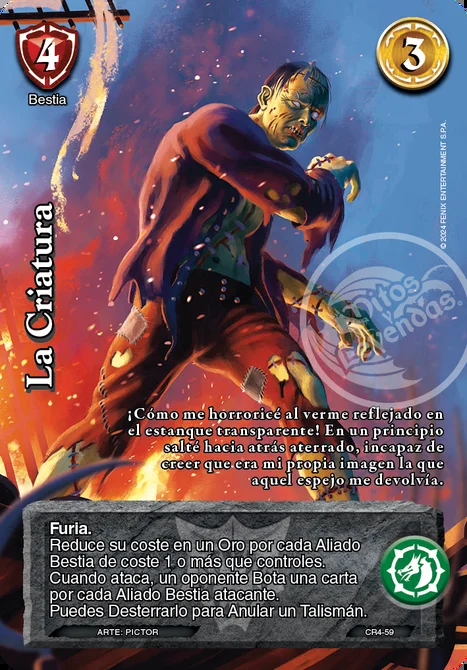 4
Bestia
3
© 2024 FENIX ENTERTAINMENT S.P.A.
La Criatura
Mitos
y
Leyendas.
¡Cómo me horroricé al verme reflejado en
el estanque transparente! En un principio
salté hacia atrás aterrado, incapaz de
creer que era mi propia imagen la que
aquel espejo me devolvía.
Furia.
Reduce su coste en un Oro por cada Aliado
Bestia de coste 1 o más que controles.
Cuando ataca, un oponente Bota una carta
por cada Aliado Bestia atacante.
Puedes Desterrarlo para Anular un Talismán.
ARTE: PICTOR
CR4-59